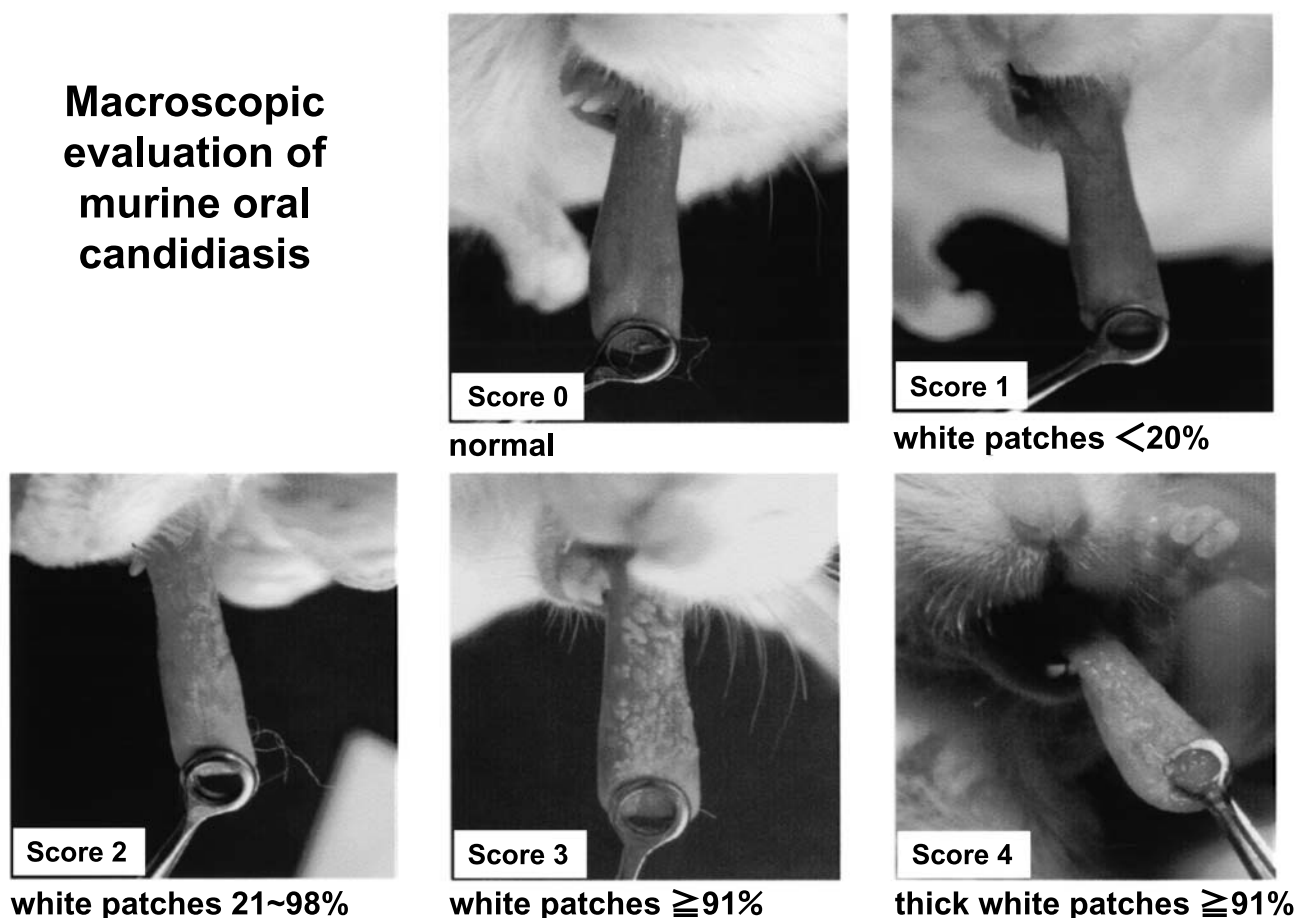 Macroscopic
evaluation of
murine oral
candidiasis
Score 0
normal
Score 1
white patches <20%
Score 2
white patches 21~98%
Score 3
white patches ≧91%
Score 4
thick white patches ≧91%